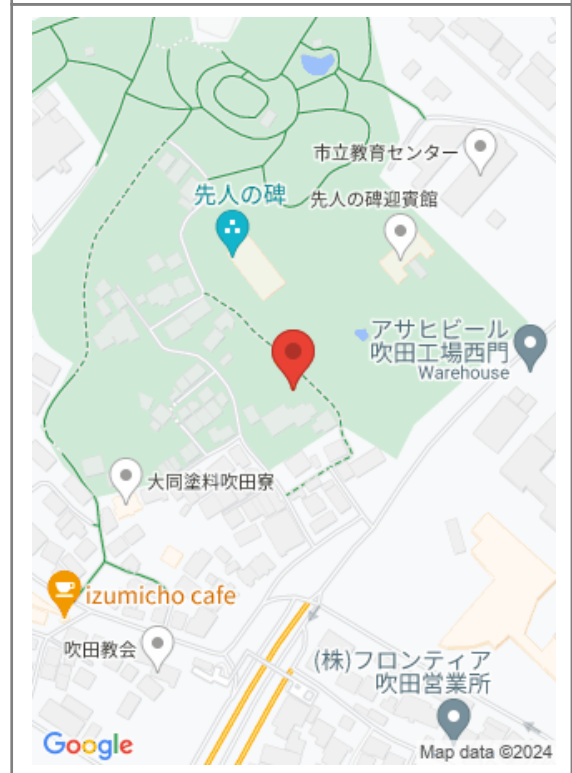 市立教育センター
先人の碑
先人の碑迎賓館
アサヒビール
吹田工場西門
Warehouse
大同塗料吹田寮
izumicho cafe
吹田教会
(株)フロンティア
吹田営業所
Google
Map data ©2024